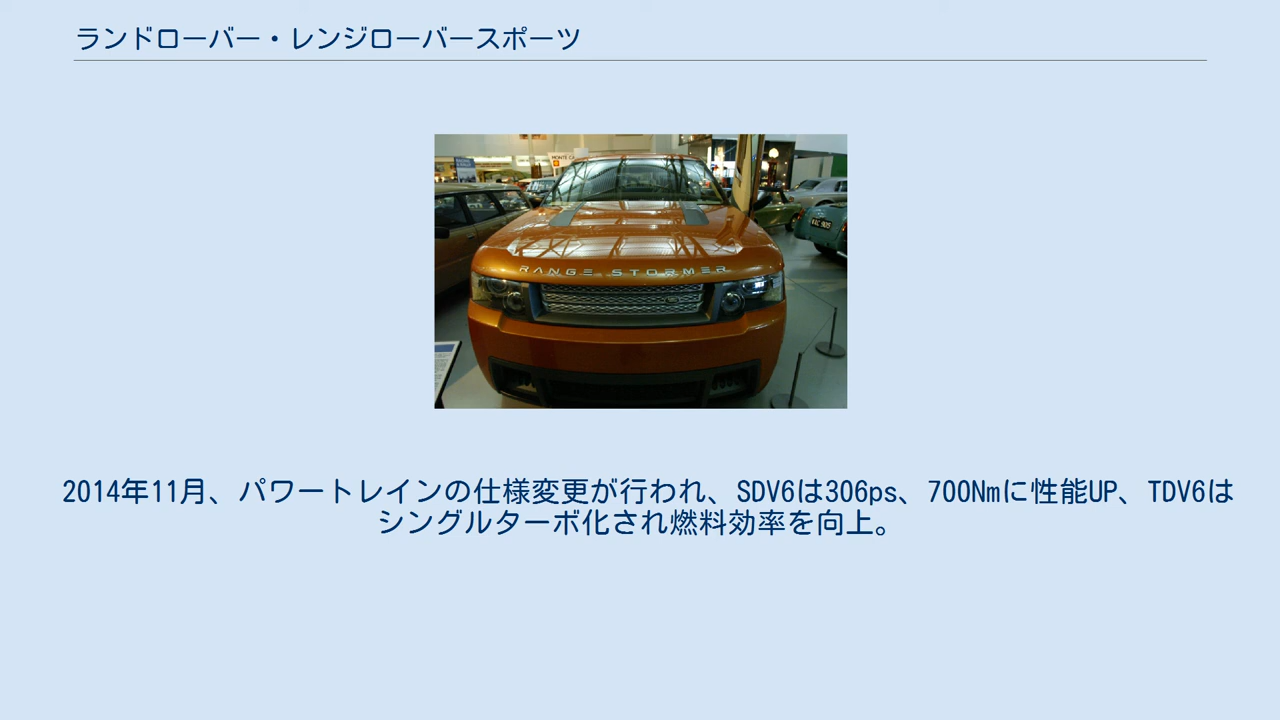 ランドローバー・レンジローバースポーツ
MONTE CA
RANGE STORMER
2014年11月、パワートレインの仕様変更が行われ、SDV6は306ps、700Nmに性能UP、TDV6は
シングルターボ化され燃料効率を向上。